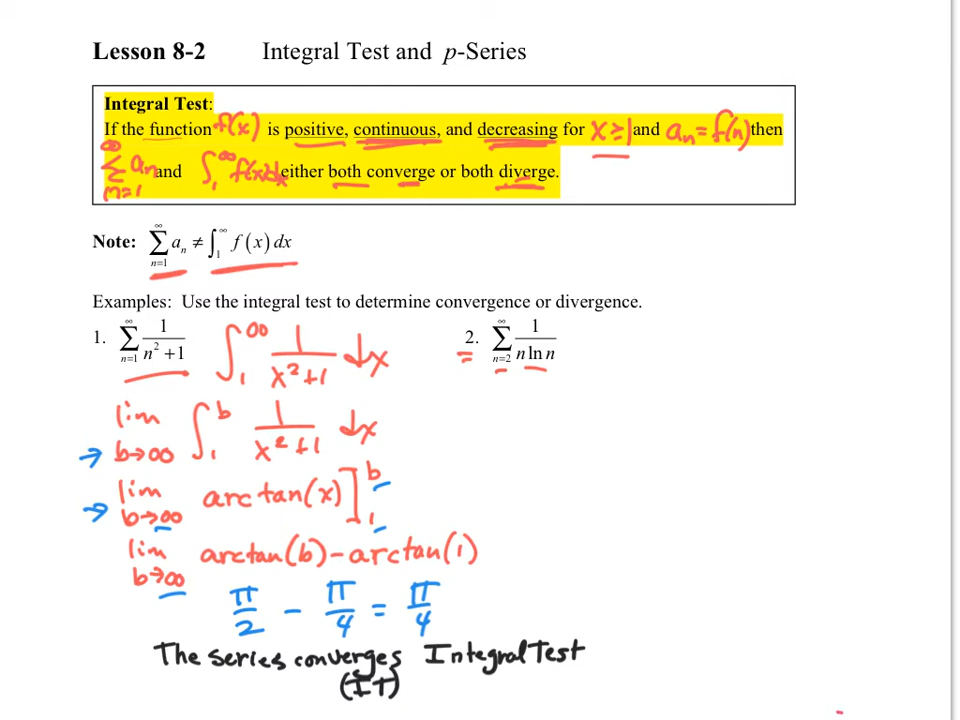 Lesson 8-2 Integral Test and p-Series
Integral Test:
If the function f(x) is positive, continuous, and decreasing for x ≥ 1 and aₙ = f(n) then
∑_{n=1}^{∞} aₙ and ∫₁^∞ f(x)dx either both converge or both diverge.
Note: ∑_{n=1}^{∞} aₙ ≠ ∫₁^∞ f(x) dx
Examples: Use the integral test to determine convergence or divergence.
1. ∑_{n=1}^{∞} 1/(n² + 1) ∫₁^∞ 1/(x²+1) dx 2. ∑_{n=2}^{∞} 1/(n ln n)
→ lim b→∞ ∫₁^b 1/(x²+1) dx
→ lim b→∞ arctan(x)]₁^b
lim b→∞ arctan(b) - arctan(1)
π/2 - π/4 = π/4
The series converges Integral Test
(IT)